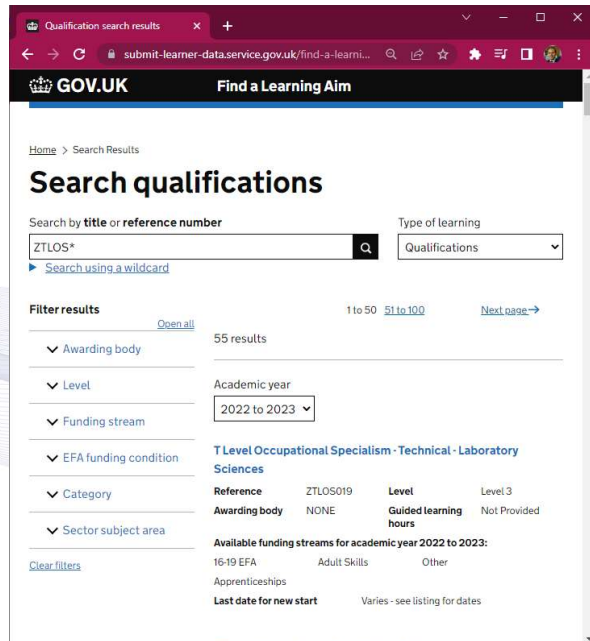 Qualification search results
submit-learner-data.service.gov.uk/find-a-learni...
GOV.UK
Find a Learning Aim
Home > Search Results
Search qualifications
Search by title or reference number
Type of learning
ZTLOS*
Qualifications
Search using a wildcard
Filter results
1 to 50 51 to 100 Next page→
Open all
55 results
Awarding body
Level
Funding stream
EFA funding condition
Category
Sector subject area
Clear filters
Academic year
2022 to 2023
T Level Occupational Specialism - Technical - Laboratory
Sciences
Reference ZTLOS019 Level Level 3
Awarding body NONE Guided learning hours Not Provided
Available funding streams for academic year 2022 to 2023:
16-19 EFA Adult Skills Other
Apprenticeships
Last date for new start Varies - see listing for dates